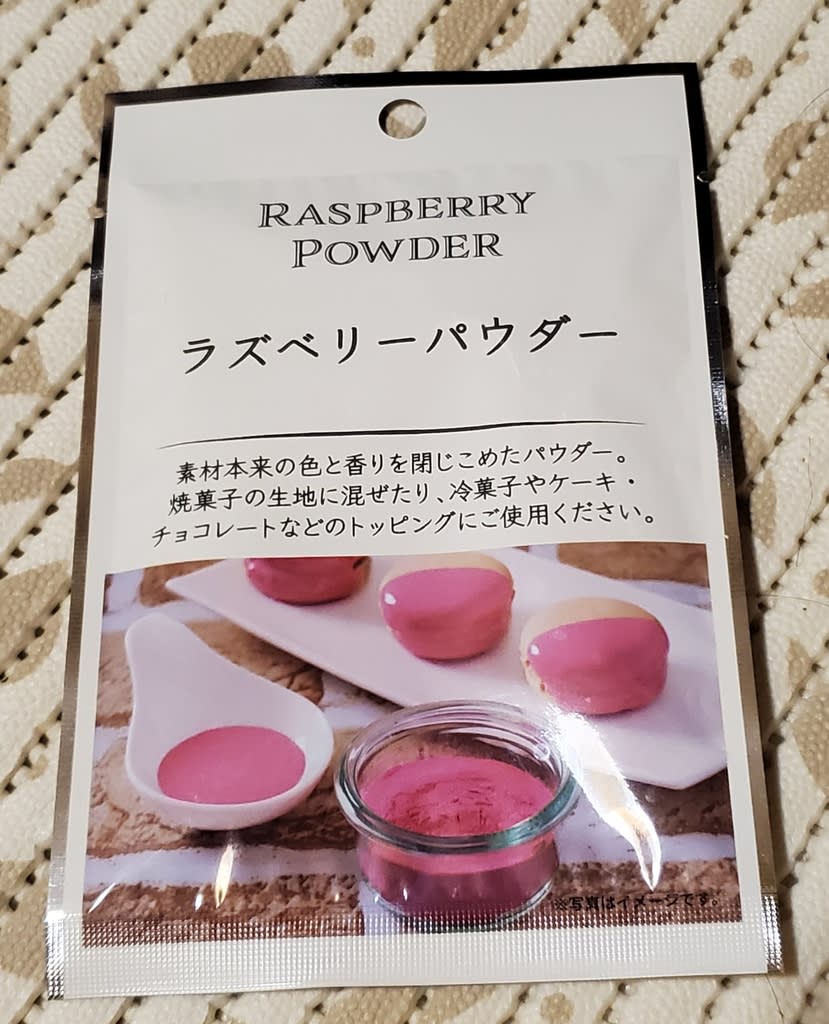 RASPBERRY
POWDER
ラズベリーパウダー
素材本来の色と香りを閉じこめたパウダー。
焼菓子の生地に混ぜたり、冷菓子やケーキ・
チョコレートなどのトッピングにご使用ください。
※写真はイメージです。